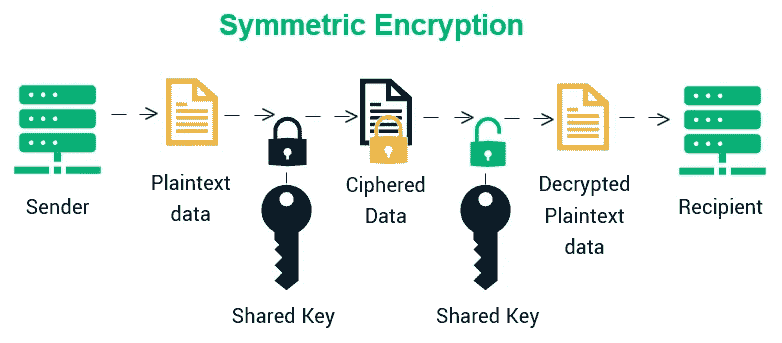 Symmetric Encryption
Sender
Plaintext
data
Shared Key
Ciphered
Data
Shared Key
Decrypted
Plaintext
data
Recipient